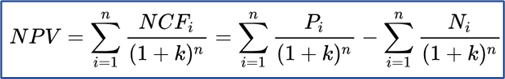 NPV = \sum_{i=1}^{n} \frac{NCF_i}{(1+k)^n} = \sum_{i=1}^{n} \frac{P_i}{(1+k)^n} - \sum_{i=1}^{n} \frac{N_i}{(1+k)^n}